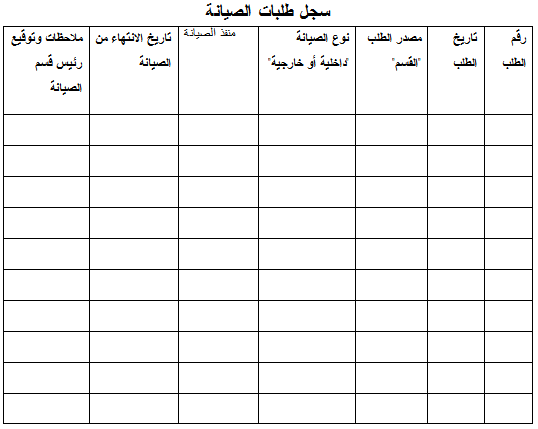 سجل طلبات الصيانة
رقم
الطلب
تاريخ
الطلب
مصدر الطلب
"القسم"
نوع الصيانة
"داخلية أو خارجية"
منفذ الصيانة
تاريخ الانتهاء من
الصيانة
ملاحظات وتوقيع
رئيس قسم
الصيانة